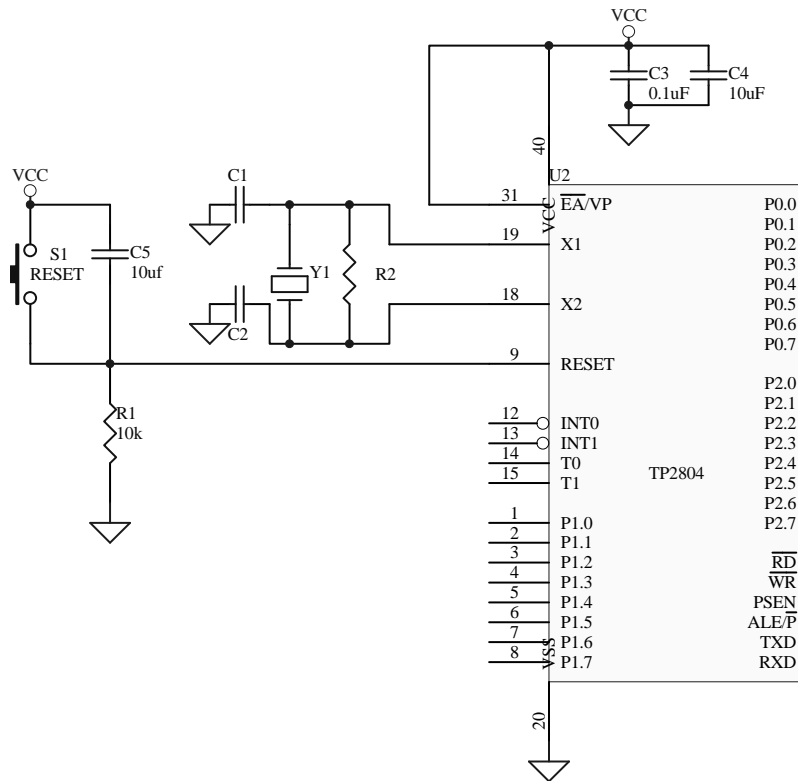 VCC
C3
0.1uF
C4
10uF
40
U2
VCC
C1
31
EA/VP
VCC
P0.0
P0.1
S1
RESET
C5
10uf
19
X1
P0.2
P0.3
Y1
R2
P0.4
18
X2
P0.5
C2
P0.6
P0.7
9
RESET
P2.0
R1
10k
P2.1
12
INT0
P2.2
13
INT1
P2.3
14
T0
TP2804
P2.4
15
T1
P2.5
P2.6
1
P1.0
P2.7
2
P1.1
3
P1.2
RD
4
P1.3
WR
5
P1.4
PSEN
6
P1.5
ALE/P
7
P1.6
TXD
8
VSS
P1.7
RXD
20